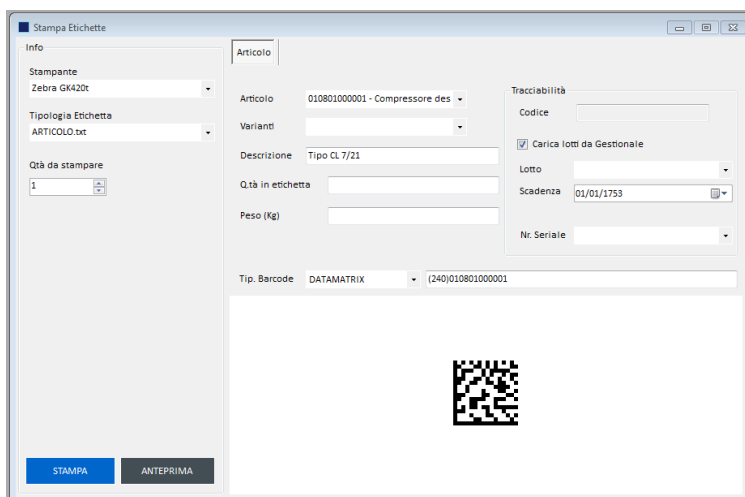 Stampa Etichette
Info
Stampante
Zebra GK420t
Tipologia Etichetta
ARTICOLO.txt
Qtà da stampare
1
STAMPA
ANTEPRIMA
Articolo
Articolo
010801000001 - Compressore des
Varianti
Descrizione
Tipo CL 7/21
Q.tà in etichetta
Peso (Kg)
Tracciabilità
Codice
Carica lotti da Gestionale
Lotto
Scadenza
01/01/1753
Nr. Seriale
Tip. Barcode
DATAMATRIX
(240)010801000001